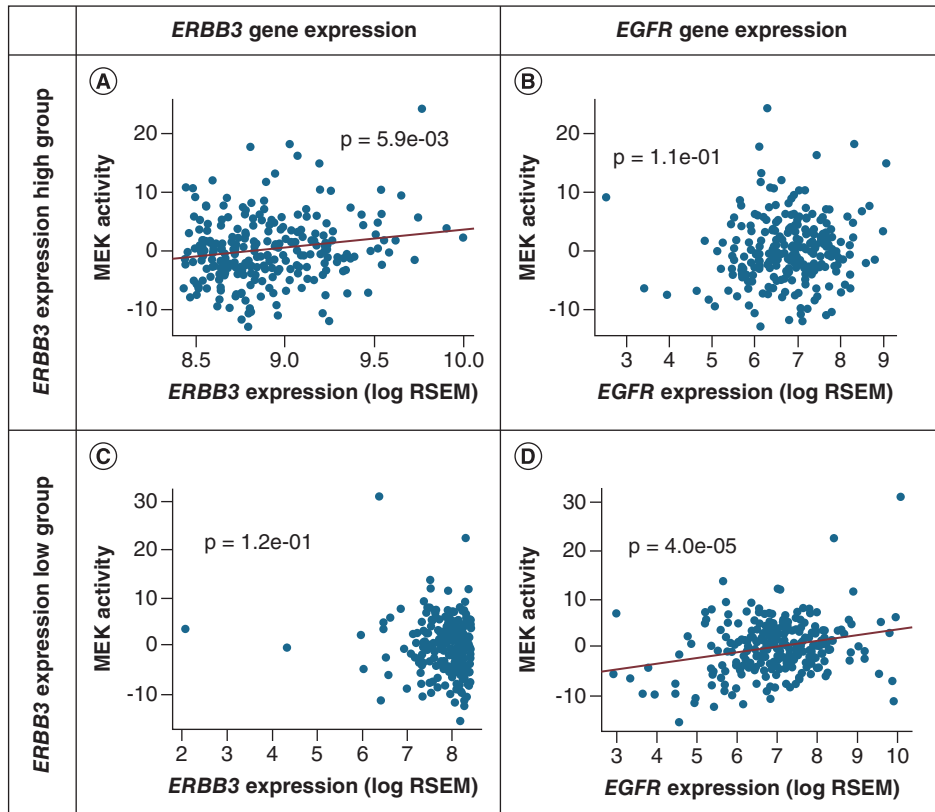 ERBB3 gene expression
EGFR gene expression
ERBB3 expression high group
A
MEK activity
20
10
0
-10
p = 5.9e-03
8.5 9.0 9.5 10.0
ERBB3 expression (log RSEM)
B
MEK activity
20
10
0
-10
p = 1.1e-01
3 4 5 6 7 8 9
EGFR expression (log RSEM)
ERBB3 expression low group
C
MEK activity
30
20
10
0
-10
p = 1.2e-01
2 3 4 5 6 7 8
ERBB3 expression (log RSEM)
D
MEK activity
30
20
10
0
-10
p = 4.0e-05
3 4 5 6 7 8 9 10
EGFR expression (log RSEM)